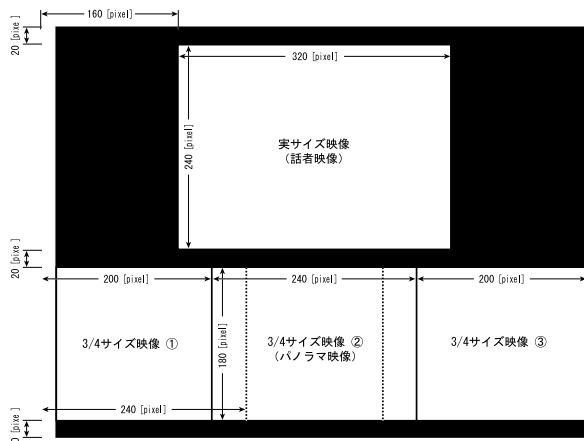 160 [pixel]
20 [pixe ]
320 [pixel]
240 [pixel]
実サイズ映像
(話者映像)
20 [pixe ]
200 [pixel]
240 [pixel]
200 [pixel]
180 [pixel]
3/4サイズ映像 ①
3/4サイズ映像 ②
(パノラマ映像)
3/4サイズ映像 ③
240 [pixel]